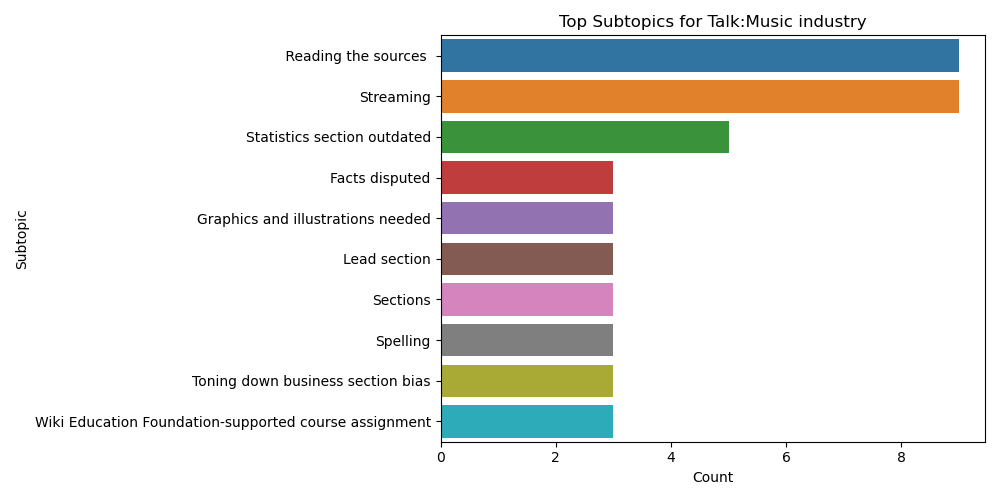 Top Subtopics for Talk:Music industry
Reading the sources
Streaming
Statistics section outdated
Facts disputed
Graphics and illustrations needed
Lead section
Sections
Spelling
Toning down business section bias
Wiki Education Foundation-supported course assignment
Subtopic
0 2 4 6 8
Count